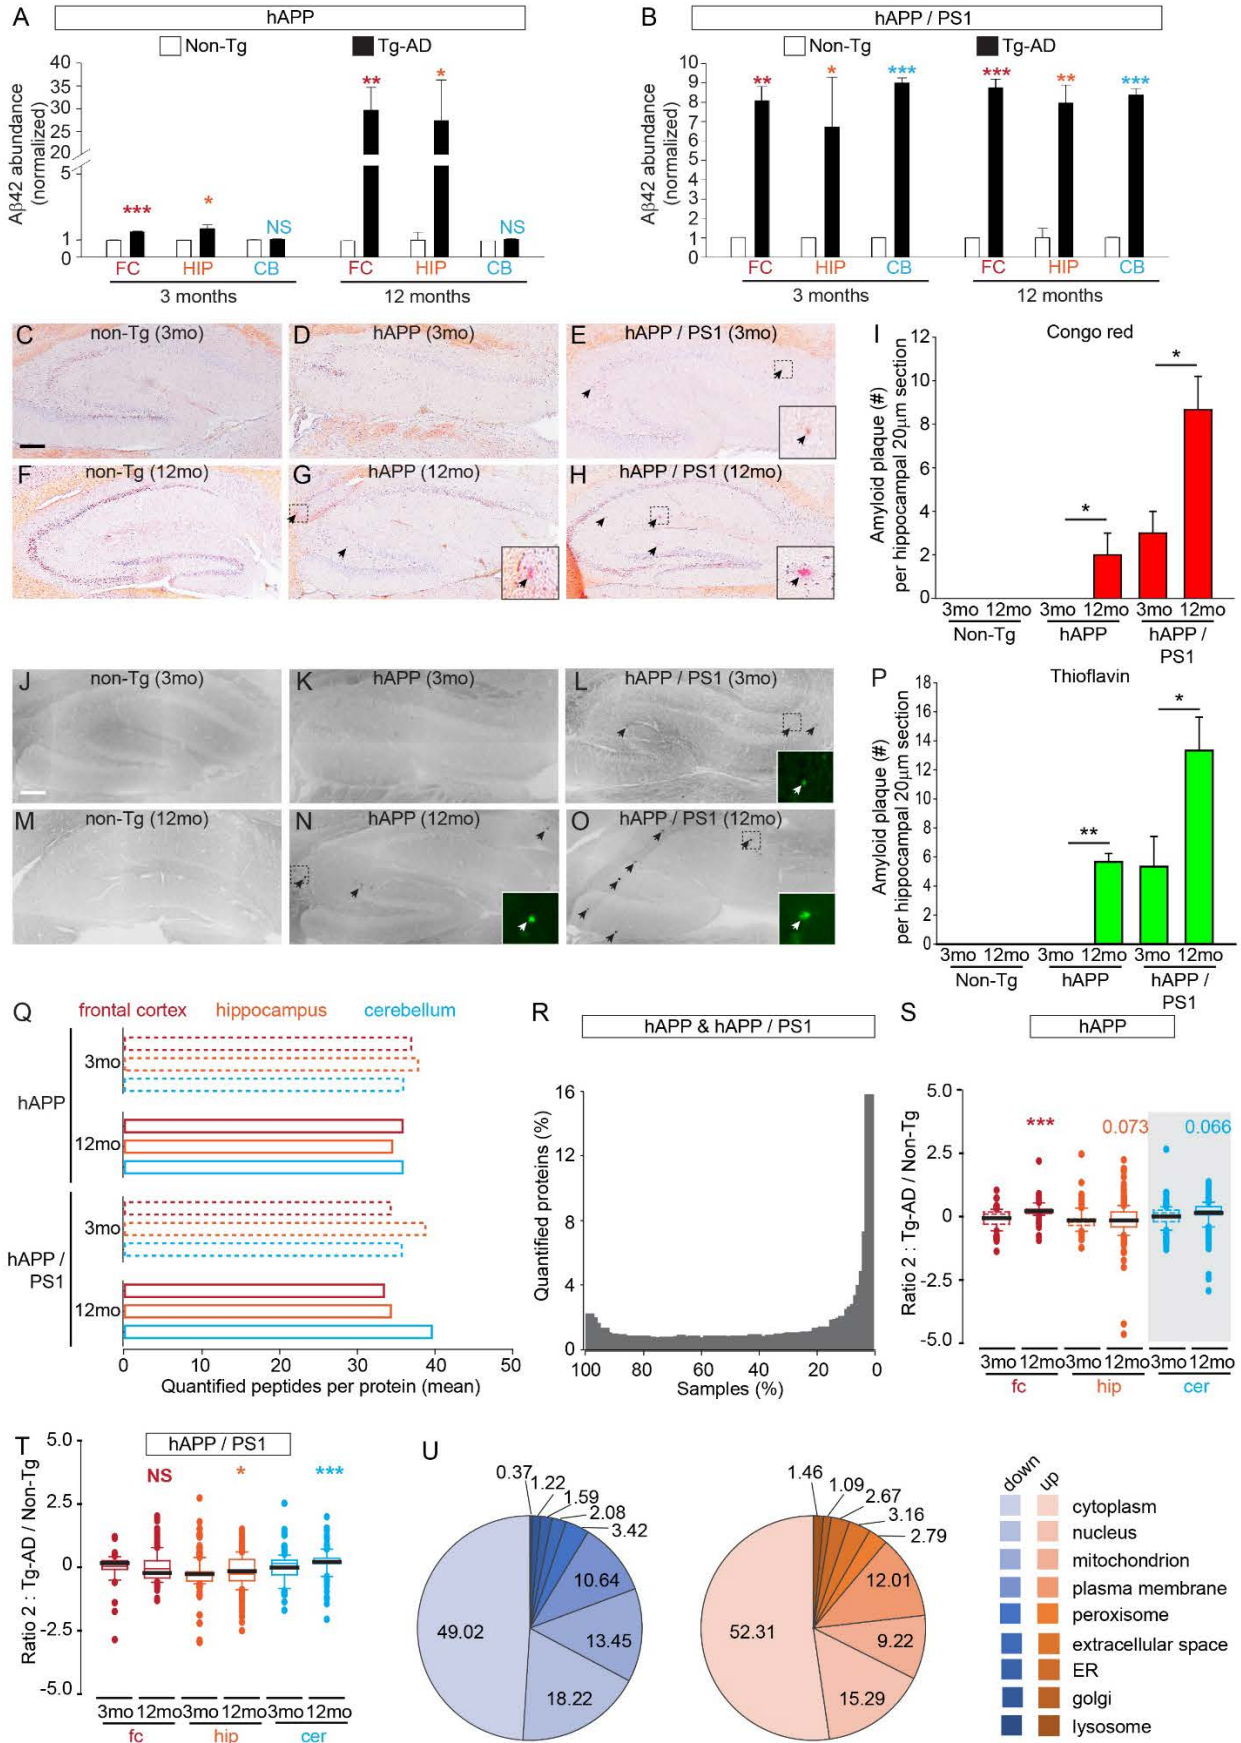 A
hAPP
Non-Tg
Tg-AD
Aβ42 abundance
(normalized)
40
35
30
25
20
5
1
0
***
*
NS
**
*
NS
FC
HIP
CB
FC
HIP
CB
3 months
12 months
B
hAPP / PS1
Non-Tg
Tg-AD
Aβ42 abundance
(normalized)
10
9
8
7
6
5
4
3
2
1
0
**
*
***
***
**
***
FC
HIP
CB
FC
HIP
CB
3 months
12 months
C
non-Tg (3mo)
D
hAPP (3mo)
E
hAPP / PS1 (3mo)
F
non-Tg (12mo)
G
hAPP (12mo)
H
hAPP / PS1 (12mo)
I
Congo red
Amyloid plaque (#)
per hippocampal 20μm section
12
10
8
6
4
2
0
*
*
3mo 12mo
3mo 12mo
3mo 12mo
Non-Tg
hAPP
hAPP /
PS1
J
non-Tg (3mo)
K
hAPP (3mo)
L
hAPP / PS1 (3mo)
M
non-Tg (12mo)
N
hAPP (12mo)
O
hAPP / PS1 (12mo)
P
Thioflavin
Amyloid plaque (#)
per hippocampal 20μm section
18
16
14
12
10
8
6
4
2
0
**
*
3mo 12mo
3mo 12mo
3mo 12mo
Non-Tg
hAPP
hAPP /
PS1
Q
frontal cortex
hippocampus
cerebellum
hAPP
3mo
12mo
hAPP /
PS1
3mo
12mo
0
10
20
30
40
50
Quantified peptides per protein (mean)
R
hAPP & hAPP / PS1
Quantified proteins (%)
16
12
8
4
0
100
80
60
40
20
0
Samples (%)
S
hAPP
Ratio 2 : Tg-AD / Non-Tg
5.0
2.5
0
-2.5
-5.0
***
0.073
0.066
3mo 12mo 3mo 12mo 3mo 12mo
fc
hip
cer
T
hAPP / PS1
Ratio 2 : Tg-AD / Non-Tg
5.0
2.5
0
-2.5
-5.0
NS
*
***
3mo 12mo 3mo 12mo 3mo 12mo
fc
hip
cer
U
0.37
1.22
1.59
2.08
3.42
10.64
13.45
18.22
49.02
1.46
1.09
2.67
3.16
2.79
12.01
9.22
15.29
52.31
down
up
cytoplasm
nucleus
mitochondrion
plasma membrane
peroxisome
extracellular space
ER
golgi
lysosome